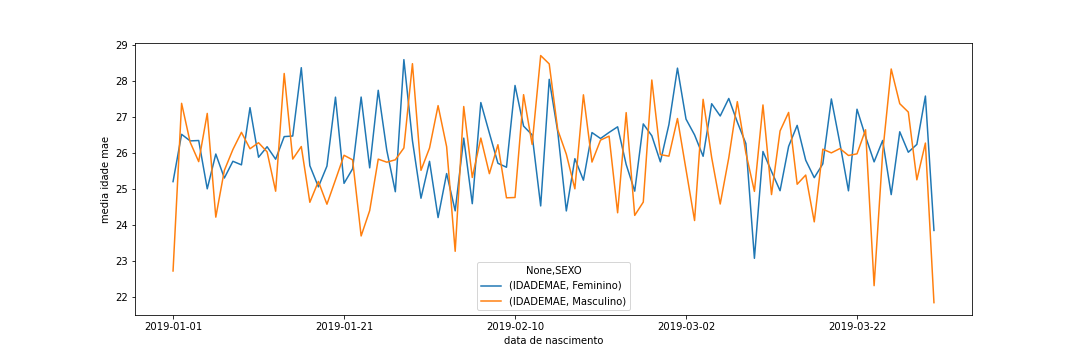 29
28
27
26
25
24
23
22
media idade mae
None,SEXO
(IDADEMAE, Feminino)
(IDADEMAE, Masculino)
2019-01-01 2019-01-21 2019-02-10 2019-03-02 2019-03-22
data de nascimento